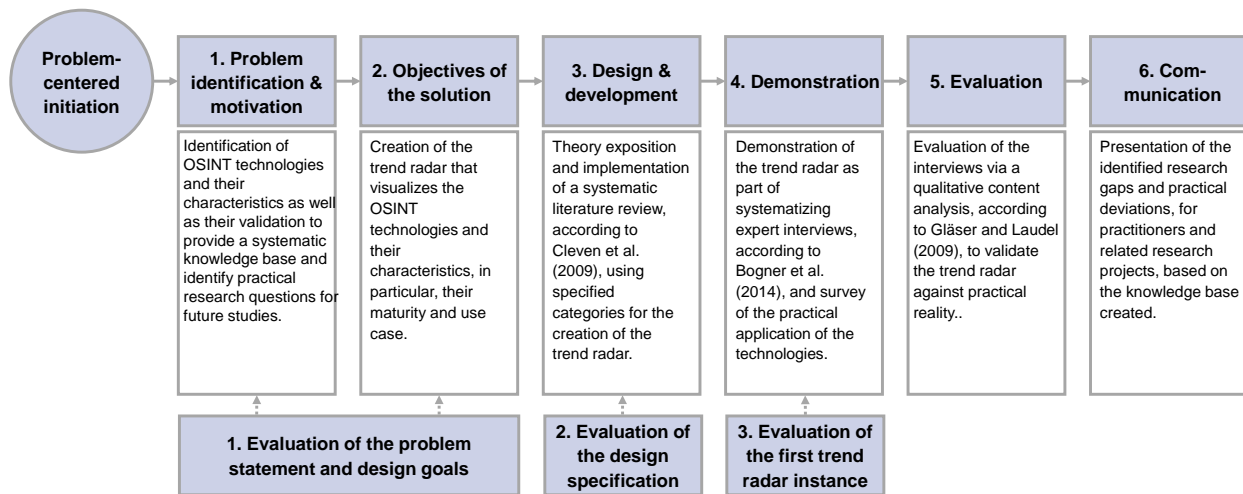 Problem-
centered
initiation
1. Problem
identification &
motivation
2. Objectives of
the solution
3. Design &
development
4. Demonstration
5. Evaluation
6. Com-
munication
Identification of
OSINT technologies
and their
characteristics as well
as their validation to
provide a systematic
knowledge base and
identify practical
research questions for
future studies.
Creation of the
trend radar that
visualizes the
OSINT
technologies and
their
characteristics, in
particular, their
maturity and use
case.
Theory exposition
and implementation
of a systematic
literature review,
according to
Cleven et al.
(2009), using
specified
categories for the
creation of the
trend radar.
Demonstration of
the trend radar as
part of
systematizing
expert interviews,
according to
Bogner et al.
(2014), and survey
of the practical
application of the
technologies.
Evaluation of the
interviews via a
qualitative content
analysis, according
to Gläser and Laudel
(2009), to validate
the trend radar
against practical
reality..
Presentation of the
identified research
gaps and practical
deviations, for
practitioners and
related research
projects, based on
the knowledge base
created.
1. Evaluation of the problem
statement and design goals
2. Evaluation of
the design
specification
3. Evaluation of
the first trend
radar instance